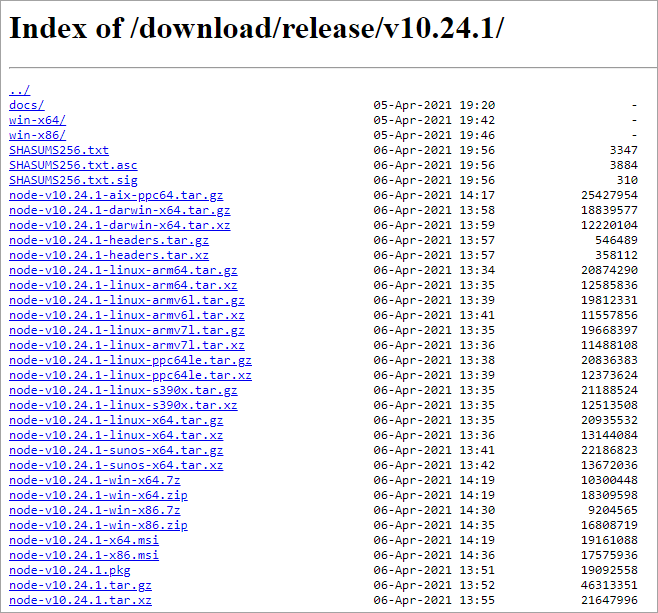 Index of /download/release/v10.24.1/
../
docs/ 05-Apr-2021 19:20 -
win-x64/ 05-Apr-2021 19:42 -
win-x86/ 05-Apr-2021 19:46 -
SHASUMS256.txt 06-Apr-2021 19:56 3347
SHASUMS256.txt.asc 06-Apr-2021 19:56 3884
SHASUMS256.txt.sig 06-Apr-2021 19:56 310
node-v10.24.1-aix-ppc64.tar.gz 06-Apr-2021 14:17 25427954
node-v10.24.1-darwin-x64.tar.gz 06-Apr-2021 13:58 18839577
node-v10.24.1-darwin-x64.tar.xz 06-Apr-2021 13:59 12220104
node-v10.24.1-headers.tar.gz 06-Apr-2021 13:57 546489
node-v10.24.1-headers.tar.xz 06-Apr-2021 13:57 358112
node-v10.24.1-linux-arm64.tar.gz 06-Apr-2021 13:34 20874290
node-v10.24.1-linux-arm64.tar.xz 06-Apr-2021 13:35 12585836
node-v10.24.1-linux-armv6l.tar.gz 06-Apr-2021 13:39 19812331
node-v10.24.1-linux-armv6l.tar.xz 06-Apr-2021 13:41 11557856
node-v10.24.1-linux-armv7l.tar.gz 06-Apr-2021 13:35 19668397
node-v10.24.1-linux-armv7l.tar.xz 06-Apr-2021 13:36 11488108
node-v10.24.1-linux-ppc64le.tar.gz 06-Apr-2021 13:38 20836383
node-v10.24.1-linux-ppc64le.tar.xz 06-Apr-2021 13:39 12373624
node-v10.24.1-linux-s390x.tar.gz 06-Apr-2021 13:35 21188524
node-v10.24.1-linux-s390x.tar.xz 06-Apr-2021 13:35 12513508
node-v10.24.1-linux-x64.tar.gz 06-Apr-2021 13:35 20935532
node-v10.24.1-linux-x64.tar.xz 06-Apr-2021 13:36 13144084
node-v10.24.1-sunos-x64.tar.gz 06-Apr-2021 13:41 22186823
node-v10.24.1-sunos-x64.tar.xz 06-Apr-2021 13:42 13672036
node-v10.24.1-win-x64.7z 06-Apr-2021 14:19 10300448
node-v10.24.1-win-x64.zip 06-Apr-2021 14:19 18309598
node-v10.24.1-win-x86.7z 06-Apr-2021 14:30 9204565
node-v10.24.1-win-x86.zip 06-Apr-2021 14:35 16808719
node-v10.24.1-x64.msi 06-Apr-2021 14:19 19161088
node-v10.24.1-x86.msi 06-Apr-2021 14:36 17575936
node-v10.24.1.pkg 06-Apr-2021 13:51 19092558
node-v10.24.1.tar.gz 06-Apr-2021 13:52 46313351
node-v10.24.1.tar.xz 06-Apr-2021 13:55 21647996